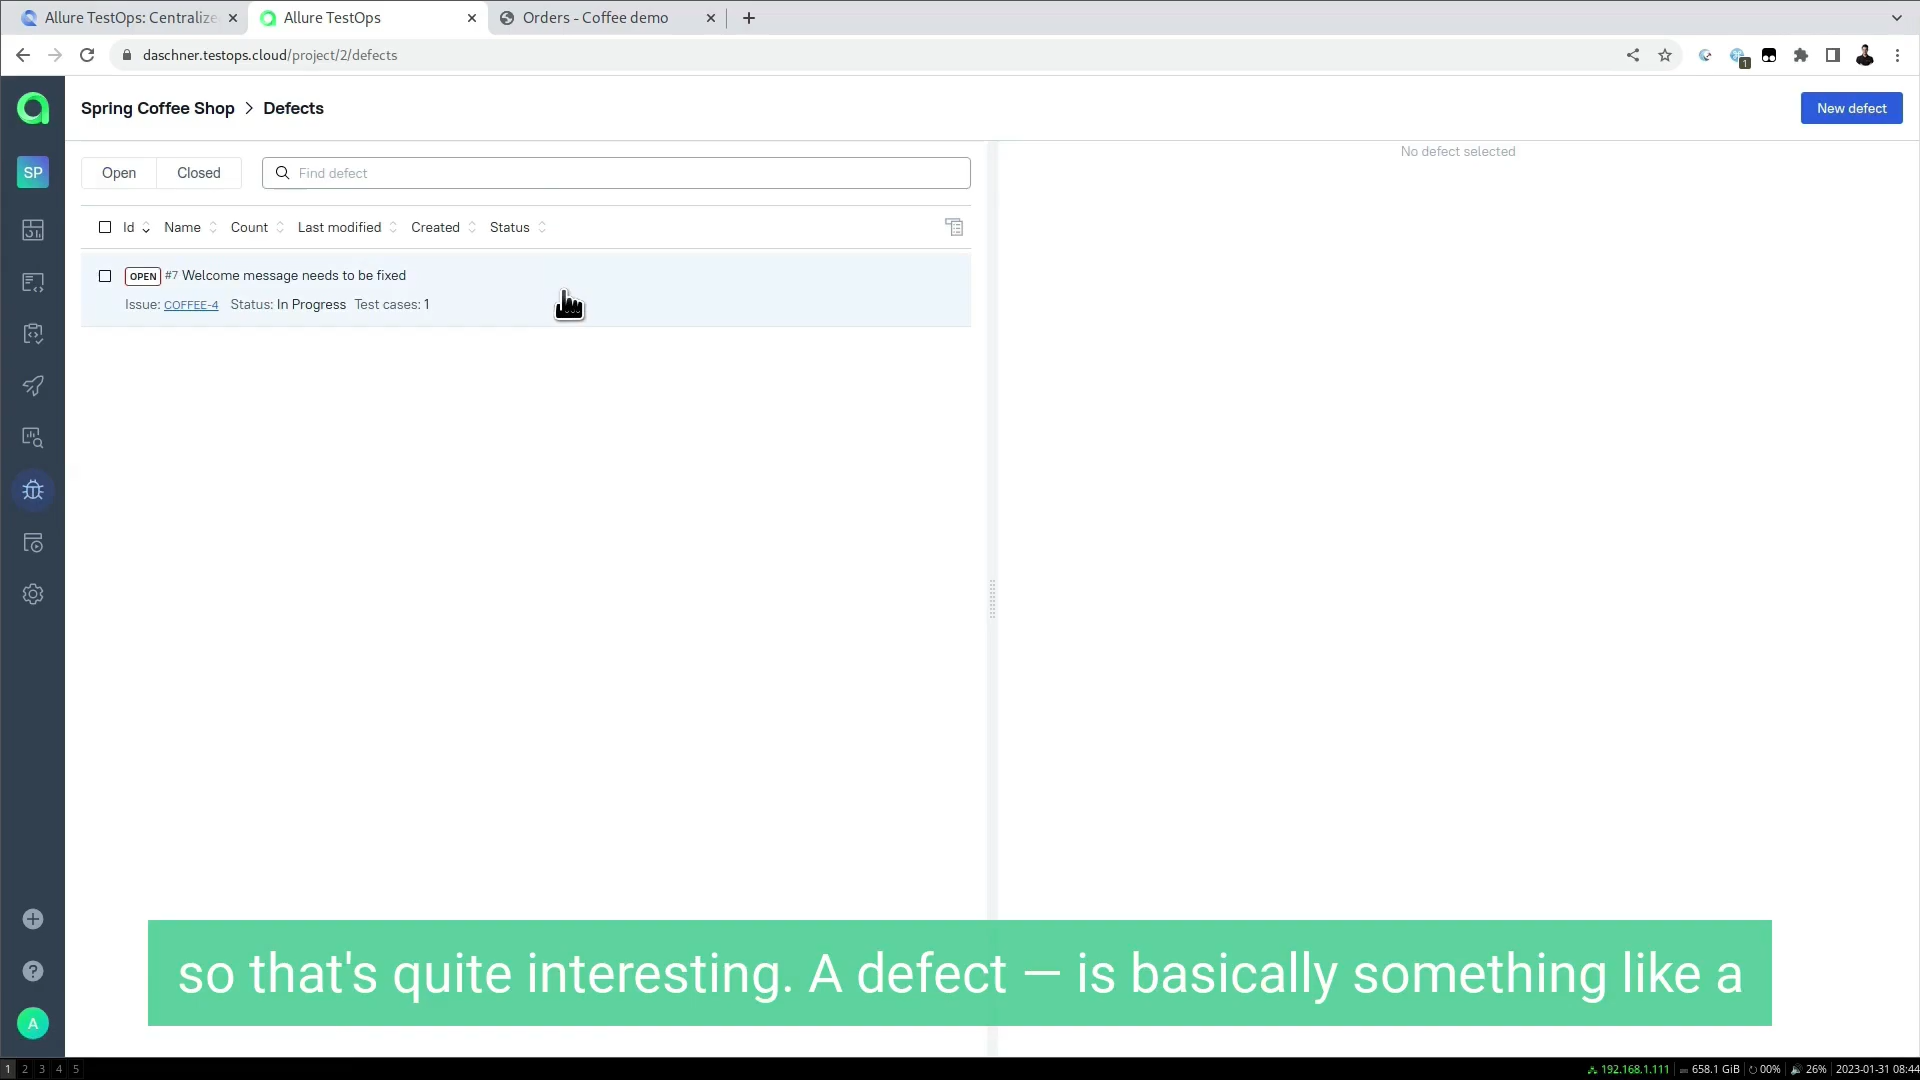 Allure TestOps: Centralize
Allure TestOps
Orders - Coffee demo
daschner.testops.cloud/project/2/defects
1
Spring Coffee Shop > Defects
New defect
SP
Open
Closed
Find defect
No defect selected
Id
Name
Count
Last modified
Created
Status
OPEN #7 Welcome message needs to be fixed
Issue: COFFEE-4 Status: In Progress Test cases: 1
so that's quite interesting. A defect — is basically something like a
A
1 2 3 4 5
192.168.1.111
658.1 GiB
00%
26%
2023-01-31 08:44